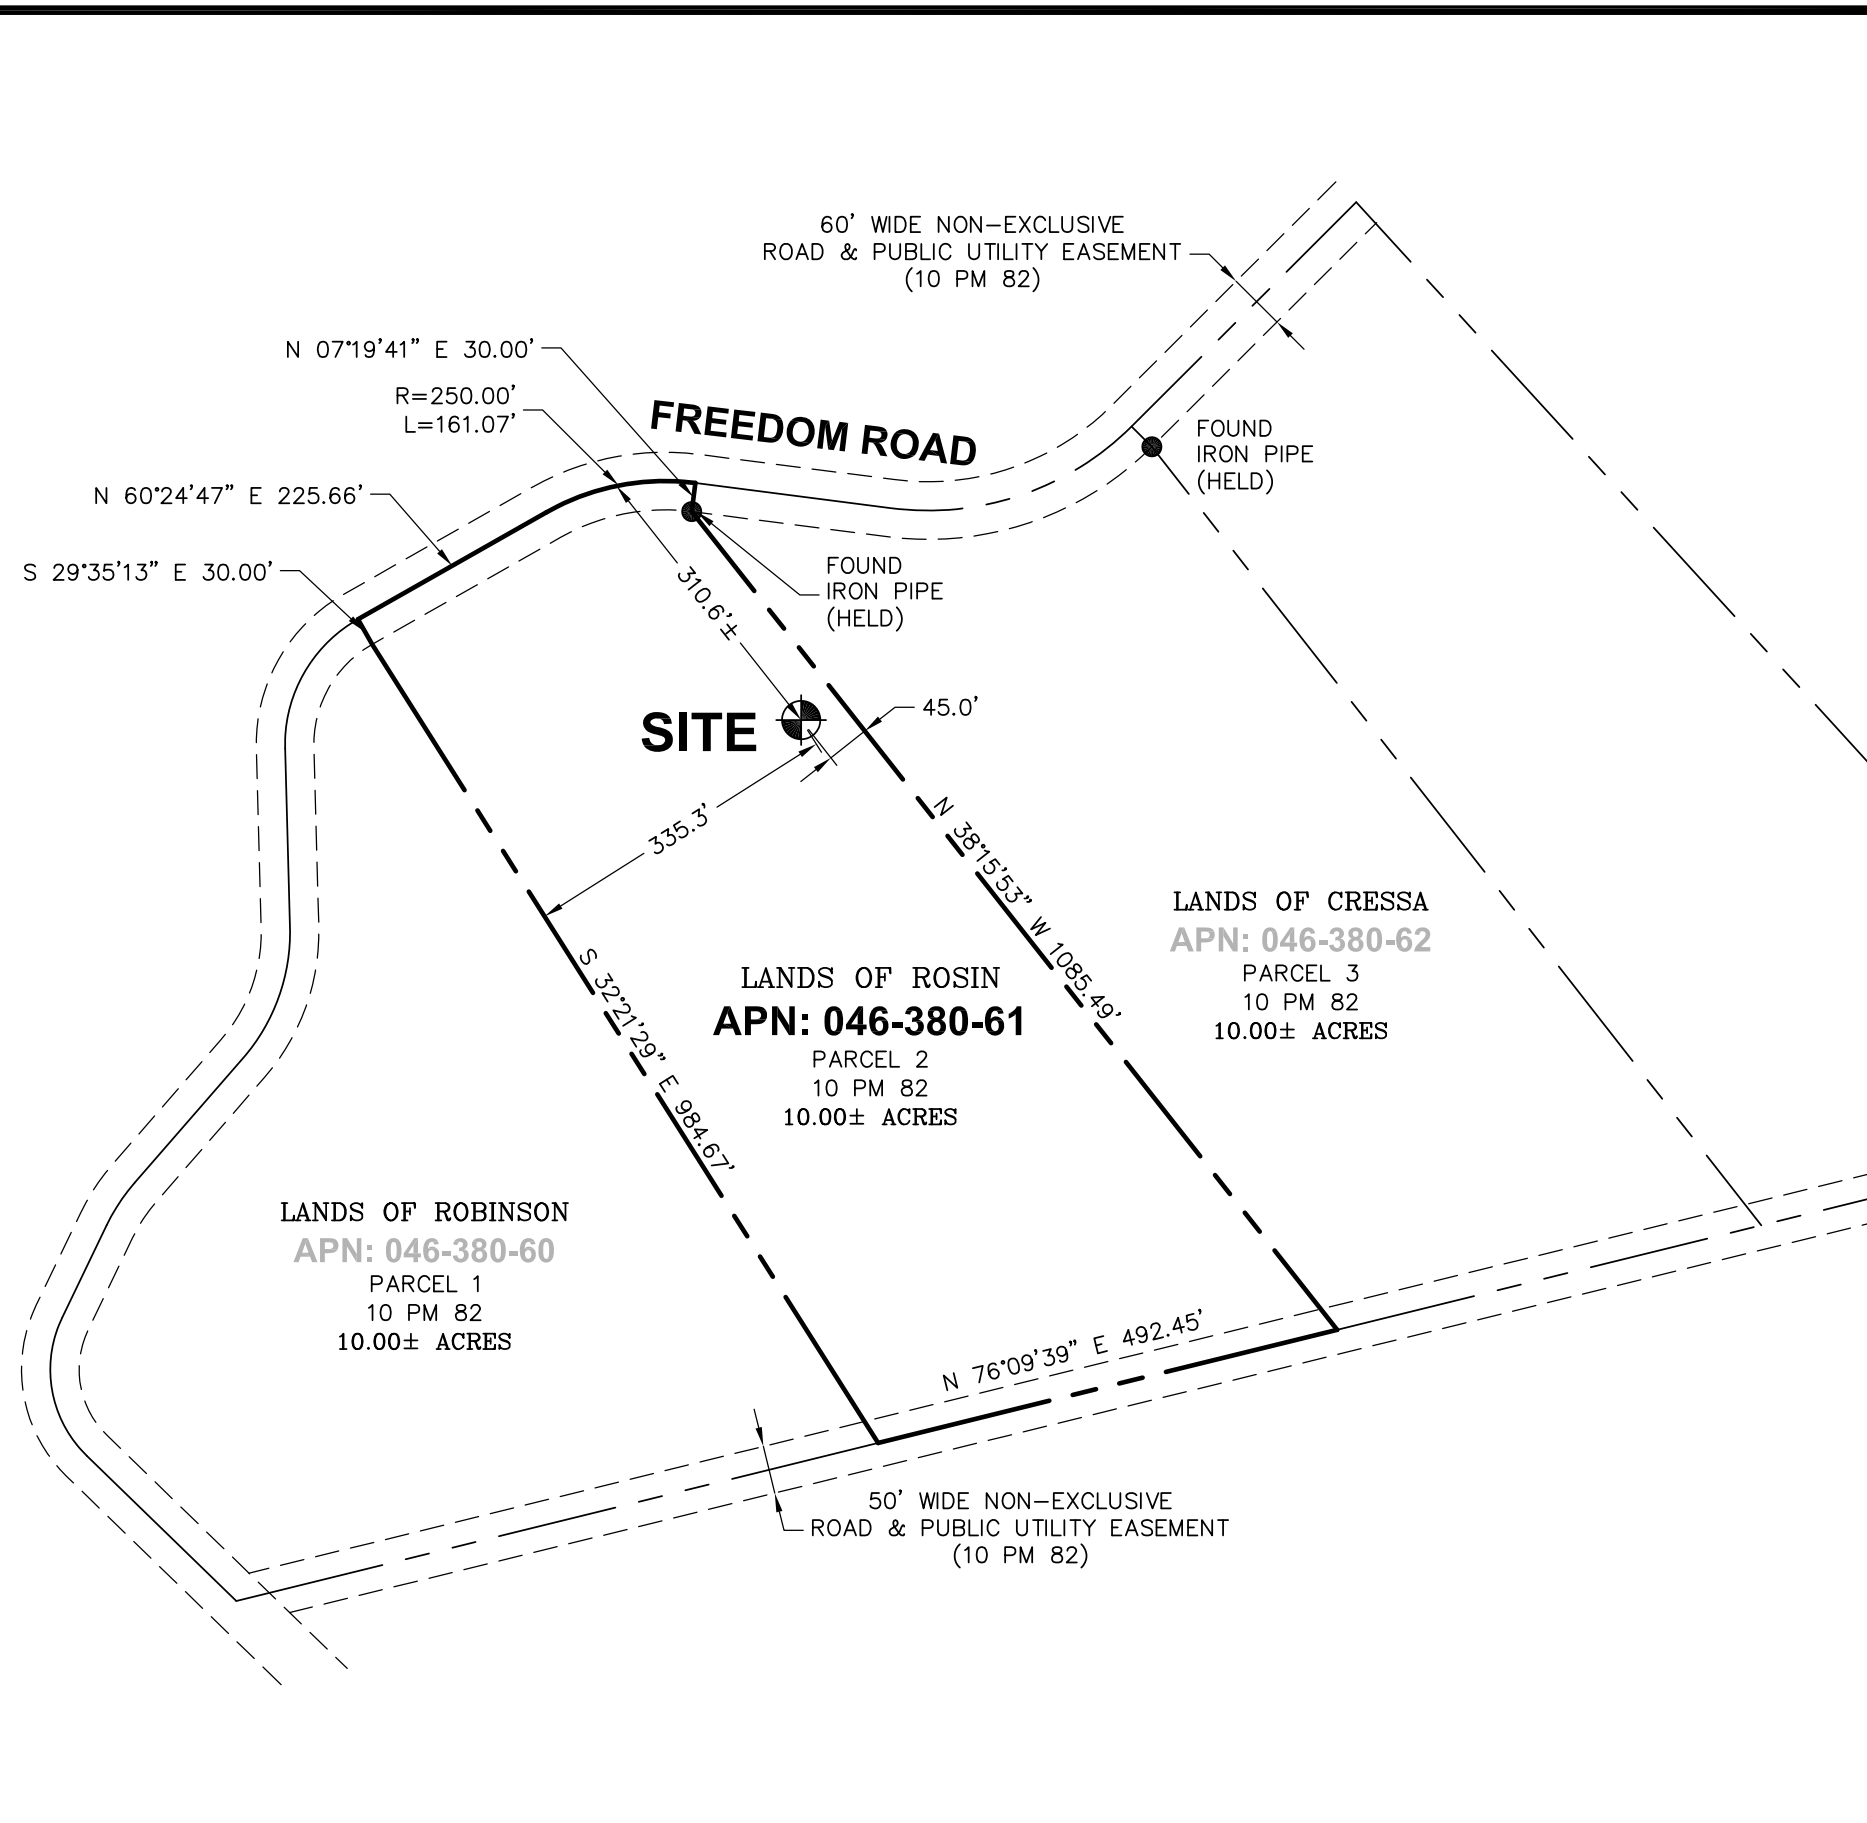 60' WIDE NON-EXCLUSIVE
ROAD & PUBLIC UTILITY EASEMENT
(10 PM 82)
N 07°19'41" E 30.00'
R=250.00'
L=161.07'
FREEDOM ROAD
FOUND
IRON PIPE
(HELD)
N 60°24'47" E 225.66'
S 29°35'13" E 30.00'
FOUND
IRON PIPE
(HELD)
310.6'±
SITE
45.0'
335.3'
N 38°15'53" W 1085.49'
LANDS OF CRESSA
APN: 046-380-62
PARCEL 3
10 PM 82
10.00± ACRES
S 32°21'29" E 984.67'
LANDS OF ROSIN
APN: 046-380-61
PARCEL 2
10 PM 82
10.00± ACRES
LANDS OF ROBINSON
APN: 046-380-60
PARCEL 1
10 PM 82
10.00± ACRES
N 76°09'39" E 492.45'
50' WIDE NON-EXCLUSIVE
ROAD & PUBLIC UTILITY EASEMENT
(10 PM 82)